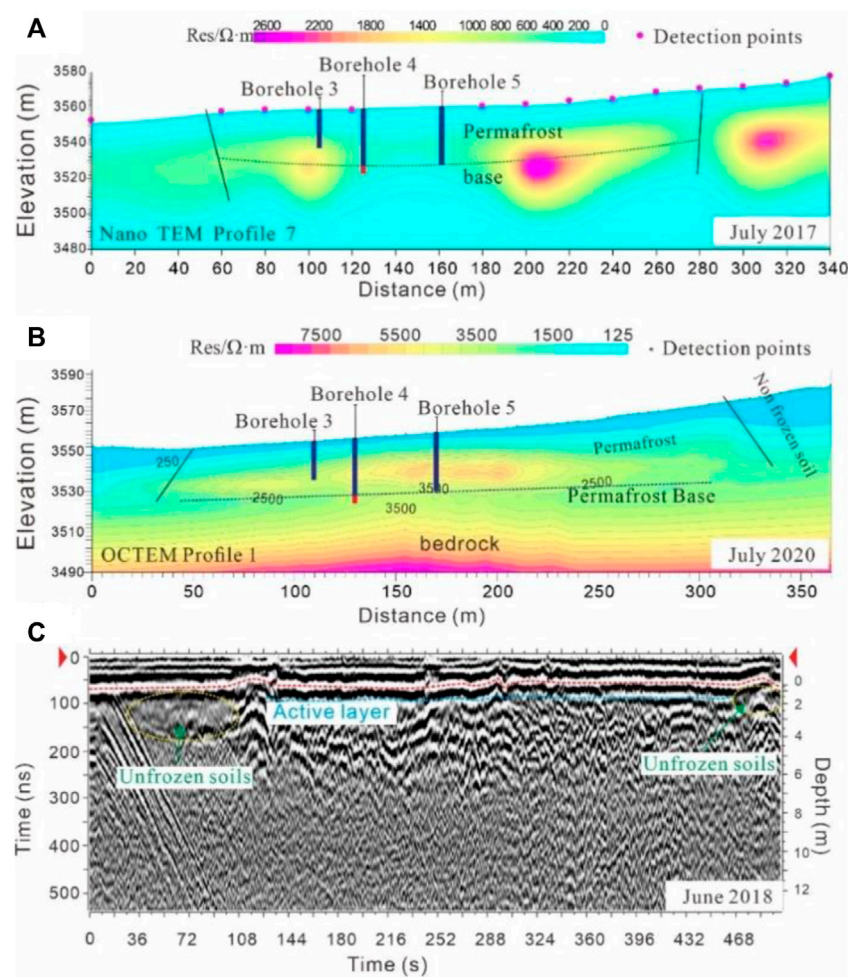 A
Res/Ω·m
2600 2200 1800 1200 800 600 400 200 0
Detection points
Borehole 3
Borehole 4
Borehole 5
Permafrost
base
Elevation (m)
3580
3560
3540
3520
3500
3480
Nano TEM Profile 7
July 2017
0 20 40 60 80 100 120 140 160 180 200 220 240 260 280 300 320 340
Distance (m)
B
Res/Ω·m
7500 5500 3500 1500 125
Detection points
Borehole 3
Borehole 4
Borehole 5
Elevation (m)
3590
3570
3550
3530
3510
3490
250
2500
3500
3500
2500
Permafrost
Non frozen soil
Permafrost Base
bedrock
OCTEM Profile 1
July 2020
0 50 100 150 200 250 300 350
Distance (m)
C
Time (ns)
0
100
200
300
400
500
Active layer
Unfrozen soils
Unfrozen soils
Depth (m)
0
2
4
6
8
10
12
June 2018
0 36 72 108 144 180 216 252 288 324 360 396 432 468
Time (s)